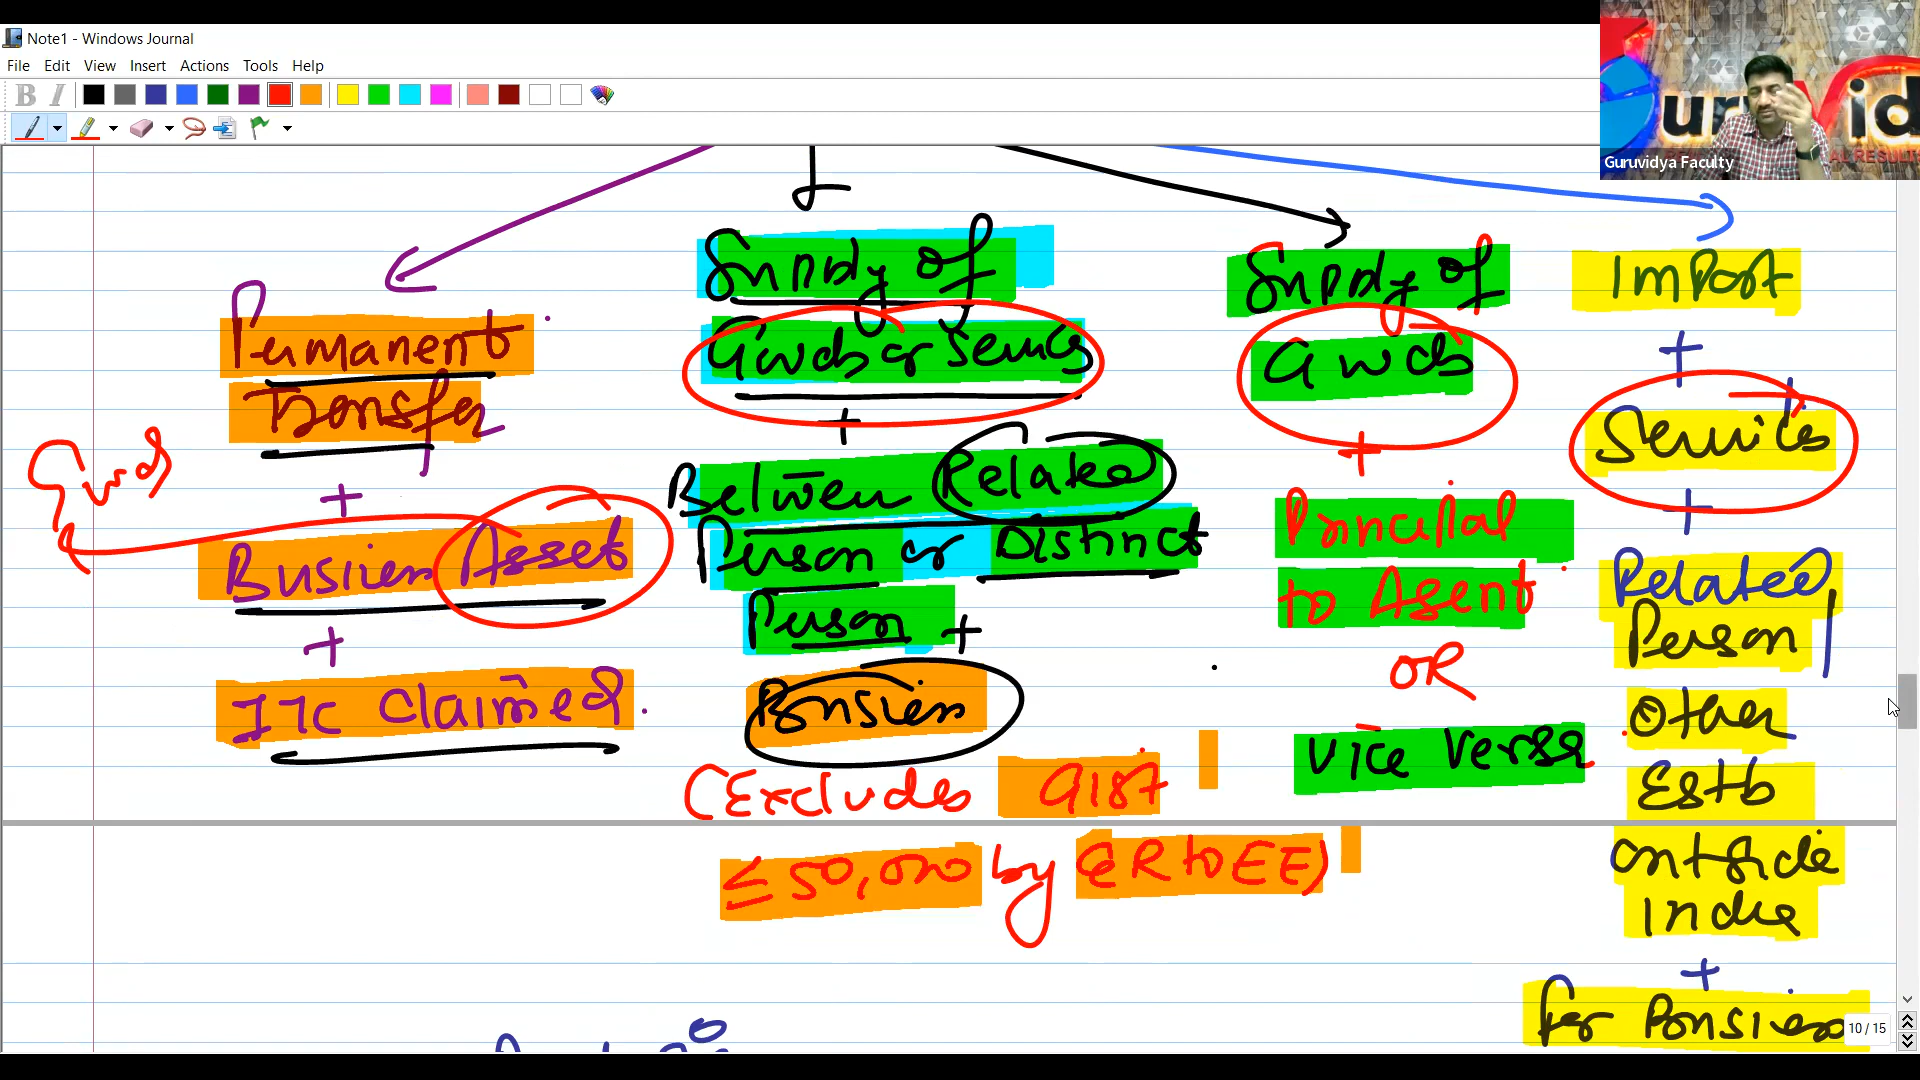 Note1 - Windows Journal
File Edit View Insert Actions Tools Help
Guruvidya Faculty
Permanent
Transfer
+
Business Asset
+
ITC Claimed
Goods
Supply of
Goods or Services
+
Between Related
Person or Distinct
Person +
Business
(Excludes Gift
≤ 50,000 by ER to EE)
Supply of
Goods
+
Principal
to Agent
OR
Vice Versa
Import
+
Services
+
Related
Person /
Other
Estb
outside
India
+
for Business
10 / 15